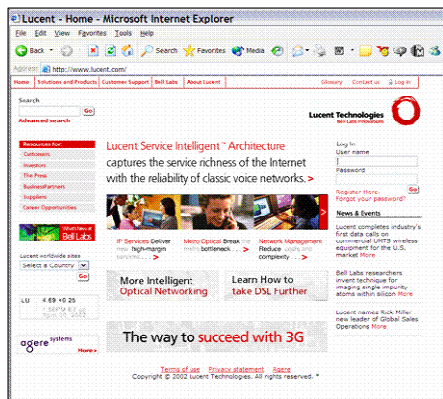 Lucent - Home - Microsoft Internet Explorer
File Edit View Favorites Tools Help
Back Search Favorites Media
Address http://www.lucent.com/
Home Solutions and Products Customer Support Bell Labs About Lucent Glossary Contact us Log in
Search
Go
Advanced search
Lucent Technologies
Bell Labs Innovations
Resources for:
Customers
Investors
The Press
BusinessPartners
Suppliers
Career Opportunities
What's New at
Bell Labs
Lucent worldwide sites
Select a Country
Go
LU 4.69 +0.25
agere systems
More >
Lucent Service Intelligent™ Architecture
captures the service richness of the Internet
with the reliability of classic voice networks. >
IP Services Deliver
new high-margin
services. . . . >
Micro Optical Break the
metro bottleneck. . . >
Network Management
Reduce costs and
complexity. . . >
More Intelligent
Optical Networking
Learn How to
take DSL Further
The way to succeed with 3G
Log In
User name
Password
Go
Register Here.
Forgot your password?
News & Events
Lucent completes industry's
first data calls on
commercial UMTS wireless
equipment for the U.S.
market More
Bell Labs researchers
invent technique for
imaging single impurity
atoms within silicon More
Lucent names Rick Miller
new leader of Global Sales
Operations More
Terms of use Privacy statement Agere
Copyright © 2002 Lucent Technologies. All rights reserved. *